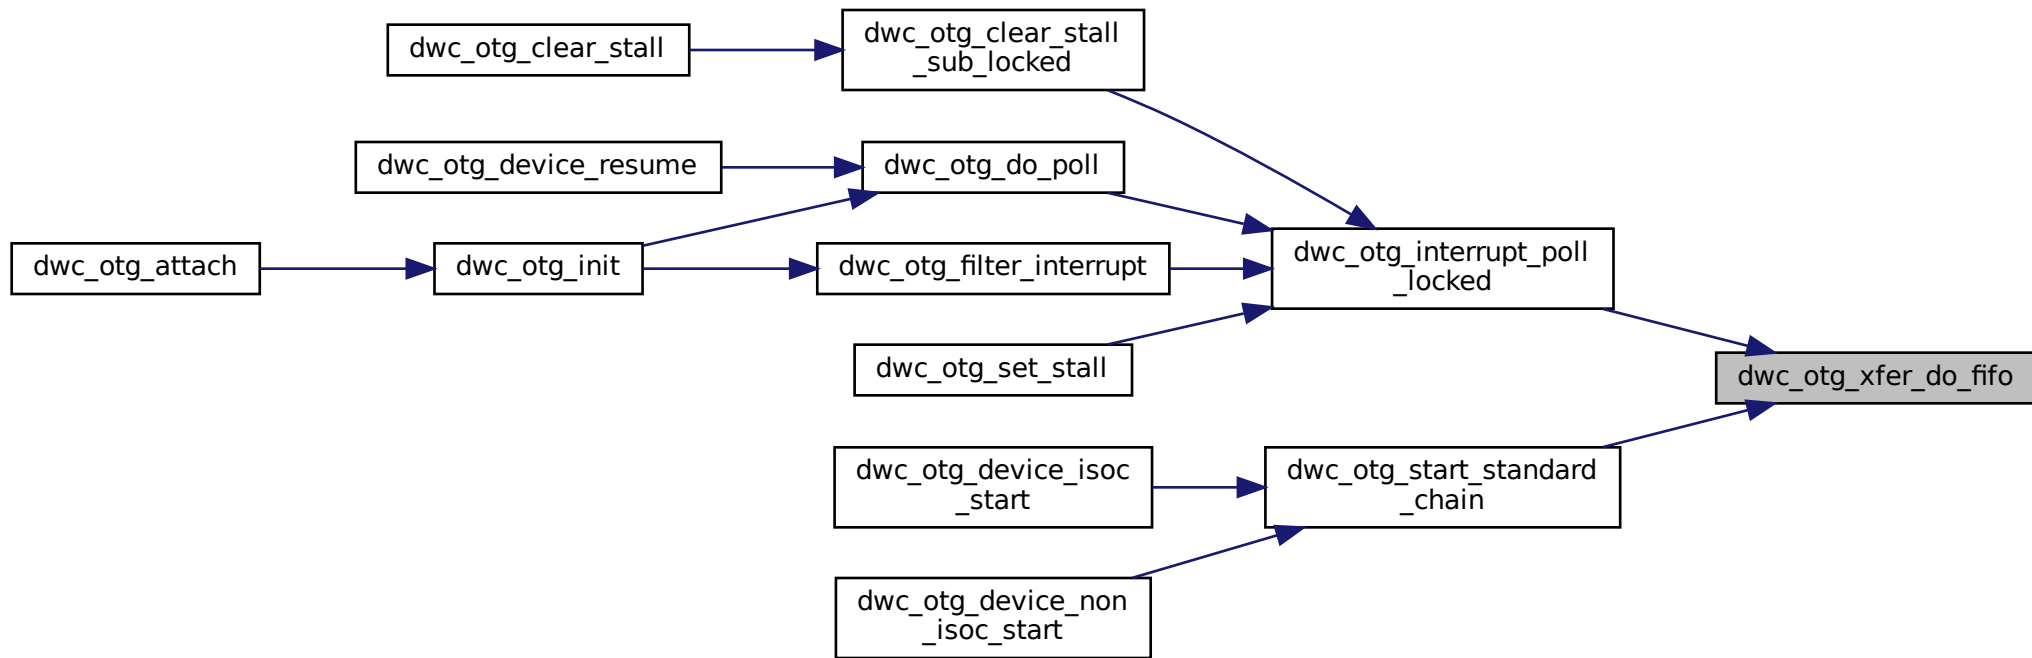 dwc_otg_clear_stall
dwc_otg_clear_stall
_sub_locked
dwc_otg_device_resume
dwc_otg_do_poll
dwc_otg_attach
dwc_otg_init
dwc_otg_filter_interrupt
dwc_otg_interrupt_poll
_locked
dwc_otg_set_stall
dwc_otg_xfer_do_fifo
dwc_otg_device_isoc
_start
dwc_otg_start_standard
_chain
dwc_otg_device_non
_isoc_start